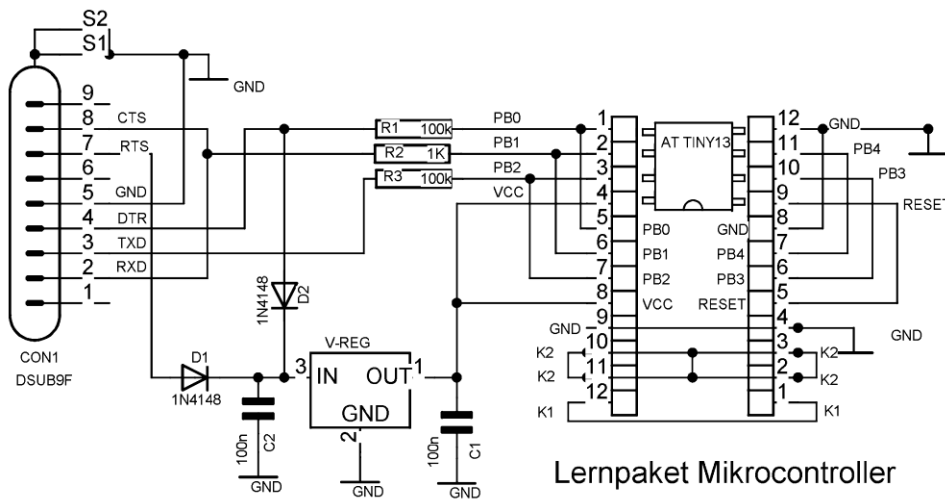 S2
S1
GND
9
8 CTS
7 RTS
6
5 GND
4 DTR
3 TXD
2 RXD
1
CON1
DSUB9F
R1 100k
R2 1K
R3 100k
PB0
PB1
PB2
VCC
1N4148
D2
D1
1N4148
100n
C2
GND
V-REG
3 IN OUT 1
GND
2
GND
100n
C1
GND
AT TINY13
1
2
3
4
5 PB0
6 PB1
7 PB2
8 VCC
9 GND
10 K2
11 K2
12 K1
12 GND
11 PB4
10 PB3
9 RESET
8 GND
7 PB4
6 PB3
5 RESET
4 GND
3 K2
2 K2
1 K1
Lernpaket Mikrocontroller